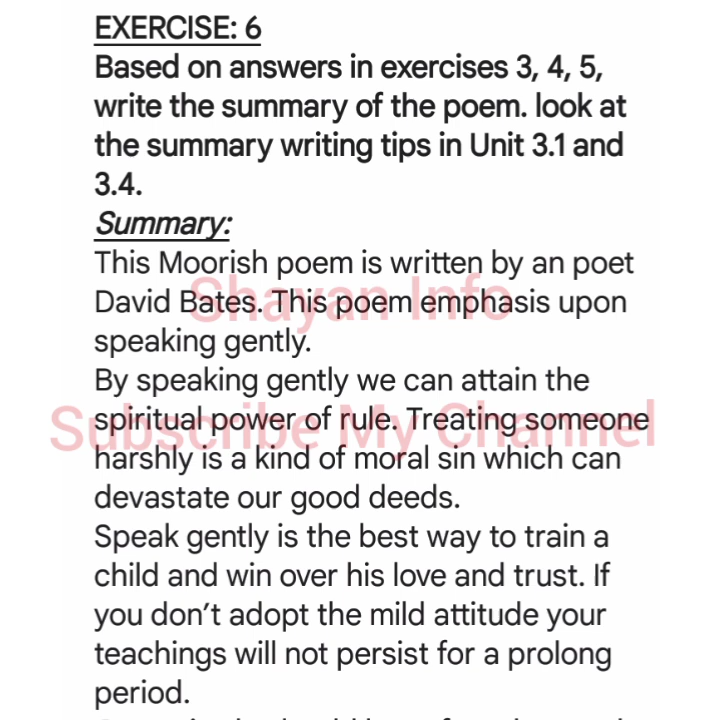 EXERCISE: 6
Based on answers in exercises 3, 4, 5,
write the summary of the poem. look at
the summary writing tips in Unit 3.1 and
3.4.
Summary:
This Moorish poem is written by an poet
Shayan Info
David Bates. This poem emphasis upon
speaking gently.
By speaking gently we can attain the
Subscribe My Channel
spiritual power of rule. Treating someone
harshly is a kind of moral sin which can
devastate our good deeds.
Speak gently is the best way to train a
child and win over his love and trust. If
you don't adopt the mild attitude your
teachings will not persist for a prolong
period.